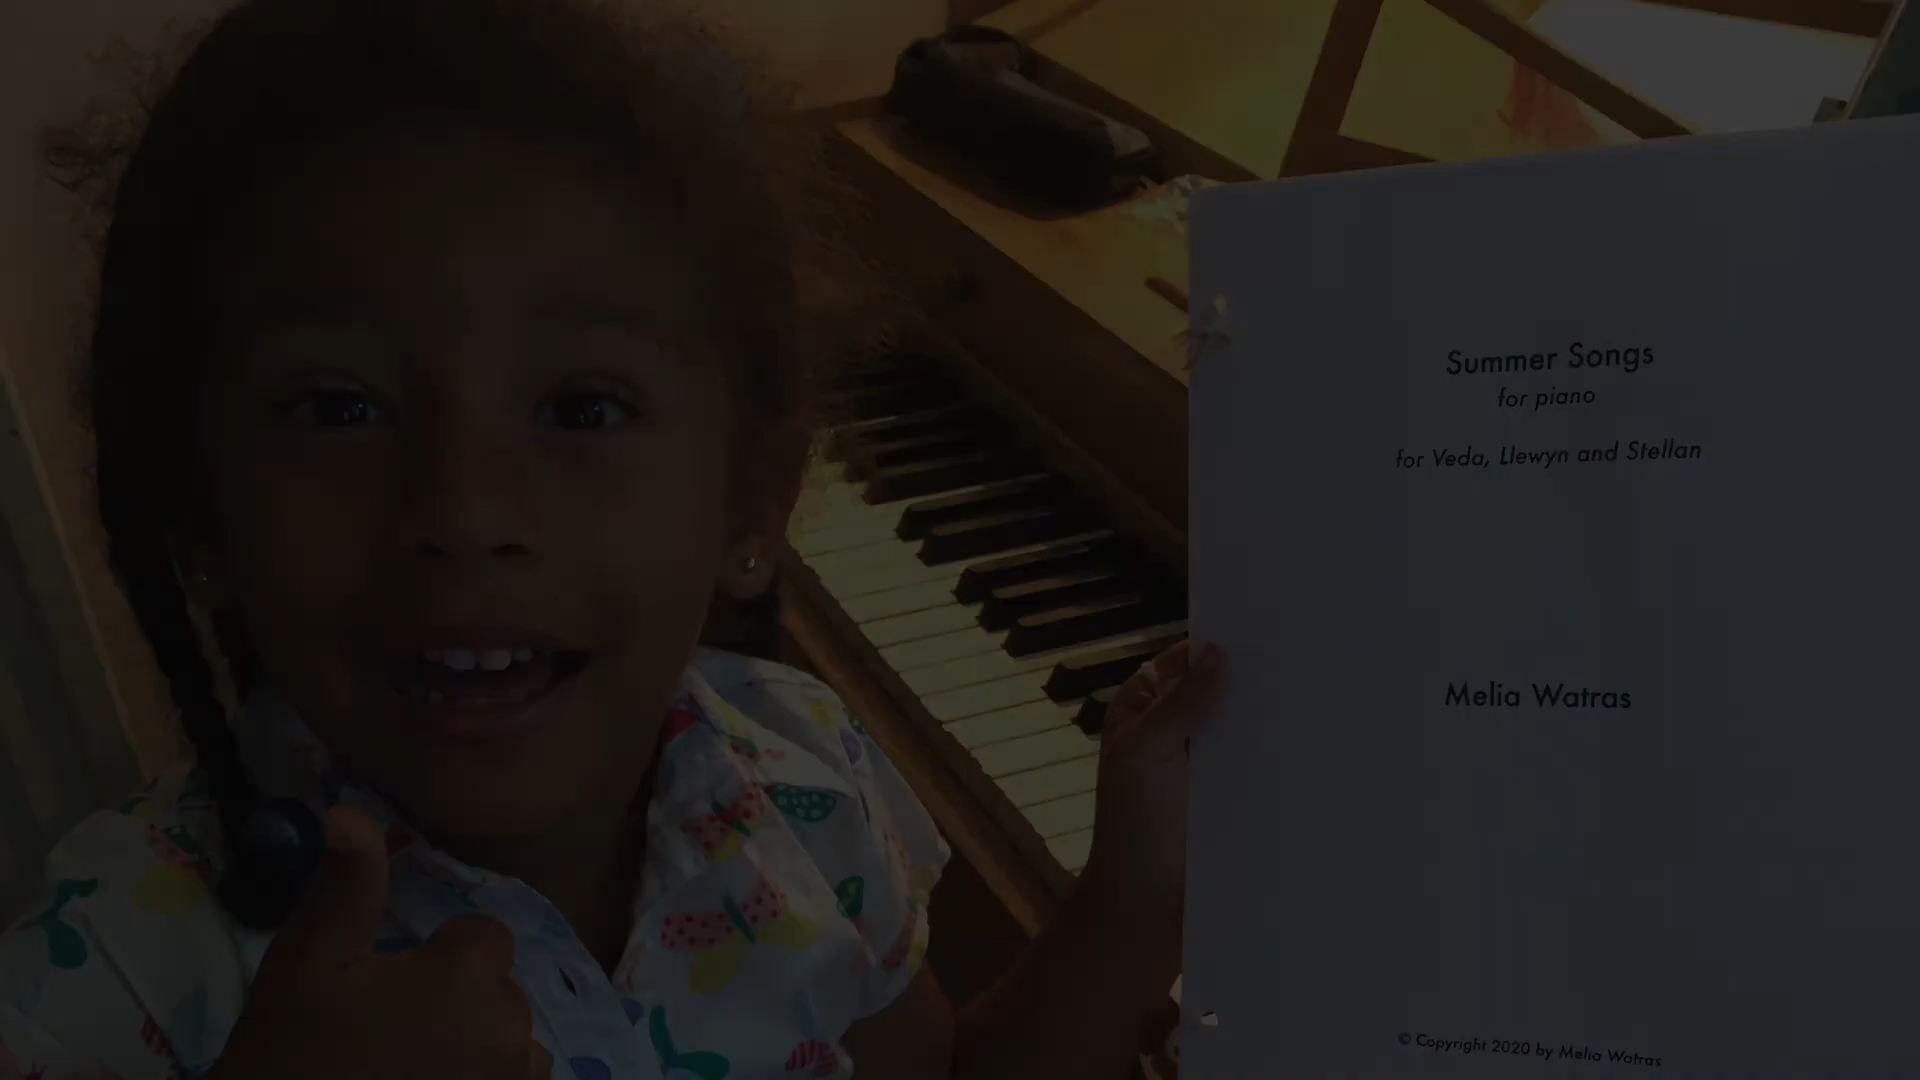 Summer Songs
for piano
for Veda, Llewyn and Stellan
Melia Watras
© Copyright 2020 by Melia Watras